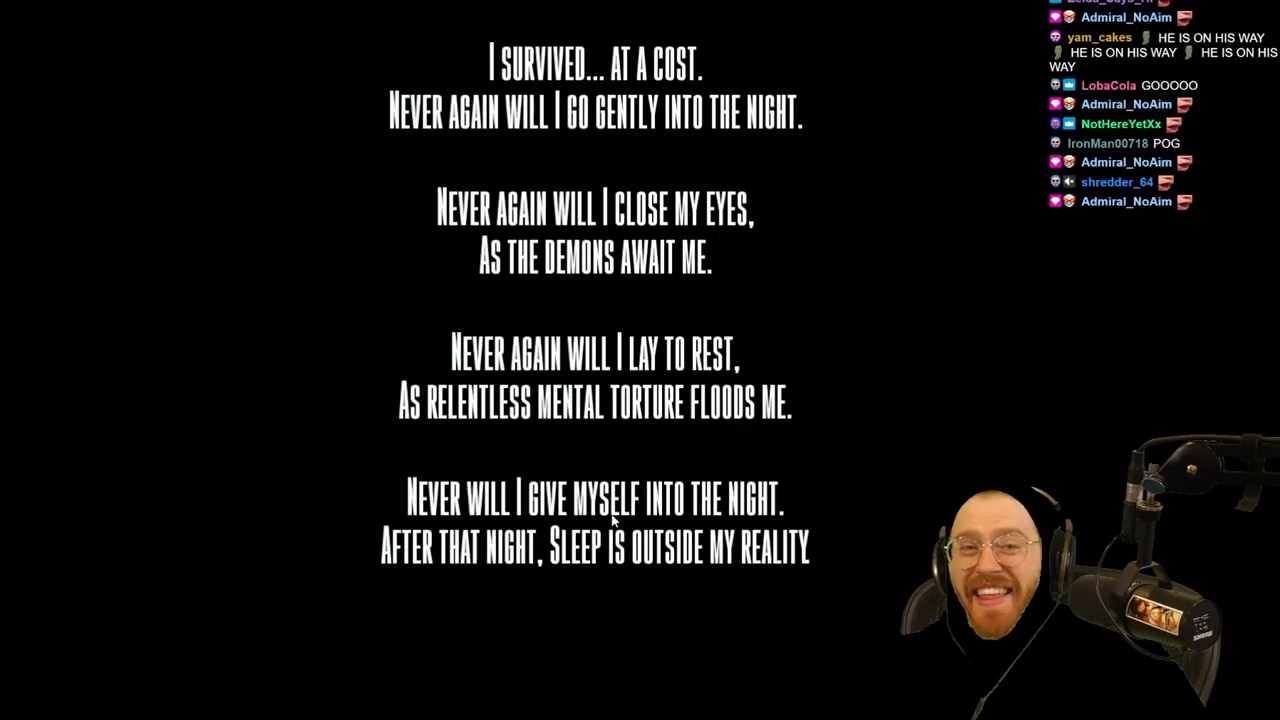 I SURVIVED... AT A COST.
NEVER AGAIN WILL I GO GENTLY INTO THE NIGHT.
NEVER AGAIN WILL I CLOSE MY EYES,
AS THE DEMONS AWAIT ME.
NEVER AGAIN WILL I LAY TO REST,
AS RELENTLESS MENTAL TORTURE FLOODS ME.
NEVER WILL I GIVE MYSELF INTO THE NIGHT.
AFTER THAT NIGHT, SLEEP IS OUTSIDE MY REALITY.
Admiral_NoAim
yam_cakes HE IS ON HIS WAY
HE IS ON HIS WAY HE IS ON HIS
WAY
LobaCola GOOOOO
Admiral_NoAim
NotHereYetXx
IronMan00718 POG
Admiral_NoAim
shredder_64
Admiral_NoAim
SHURE